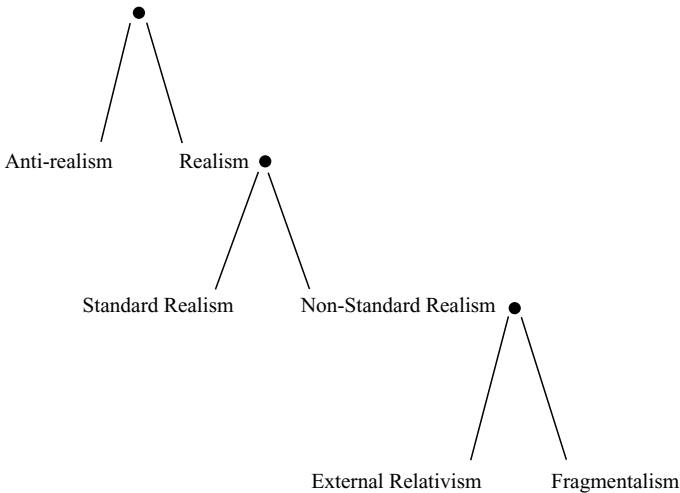 Anti-realism Realism
Standard Realism Non-Standard Realism
External Relativism Fragmentalism